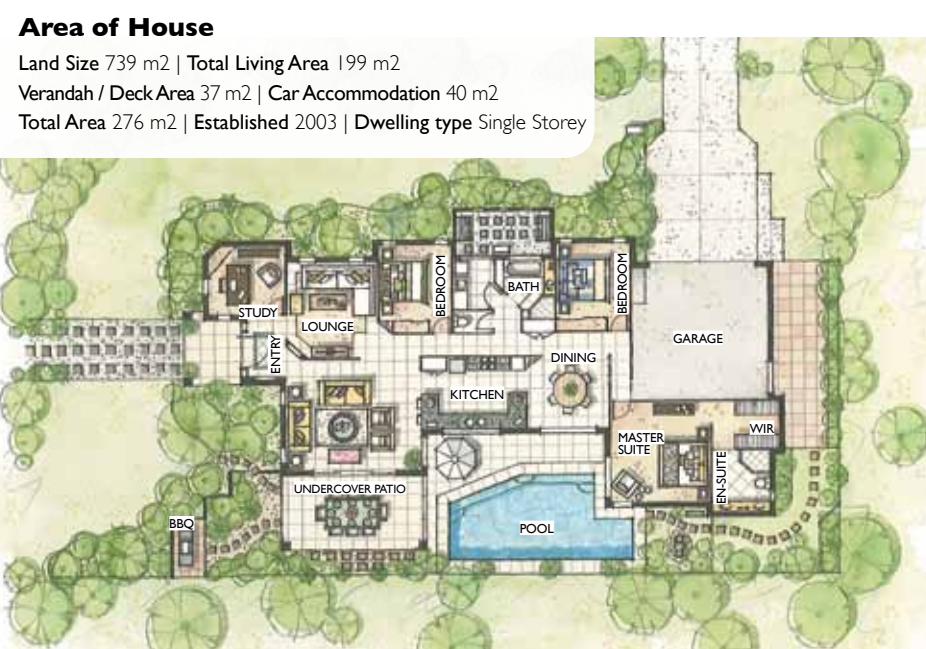 Area of House
Land Size 739 m2 | Total Living Area 199 m2
Verandah / Deck Area 37 m2 | Car Accommodation 40 m2
Total Area 276 m2 | Established 2003 | Dwelling type Single Storey
BEDROOM
BATH
BEDROOM
STUDY
LOUNGE
ENTRY
GARAGE
DINING
KITCHEN
MASTER
SUITE
WIR
EN-SUITE
UNDERCOVER PATIO
BBQ
POOL